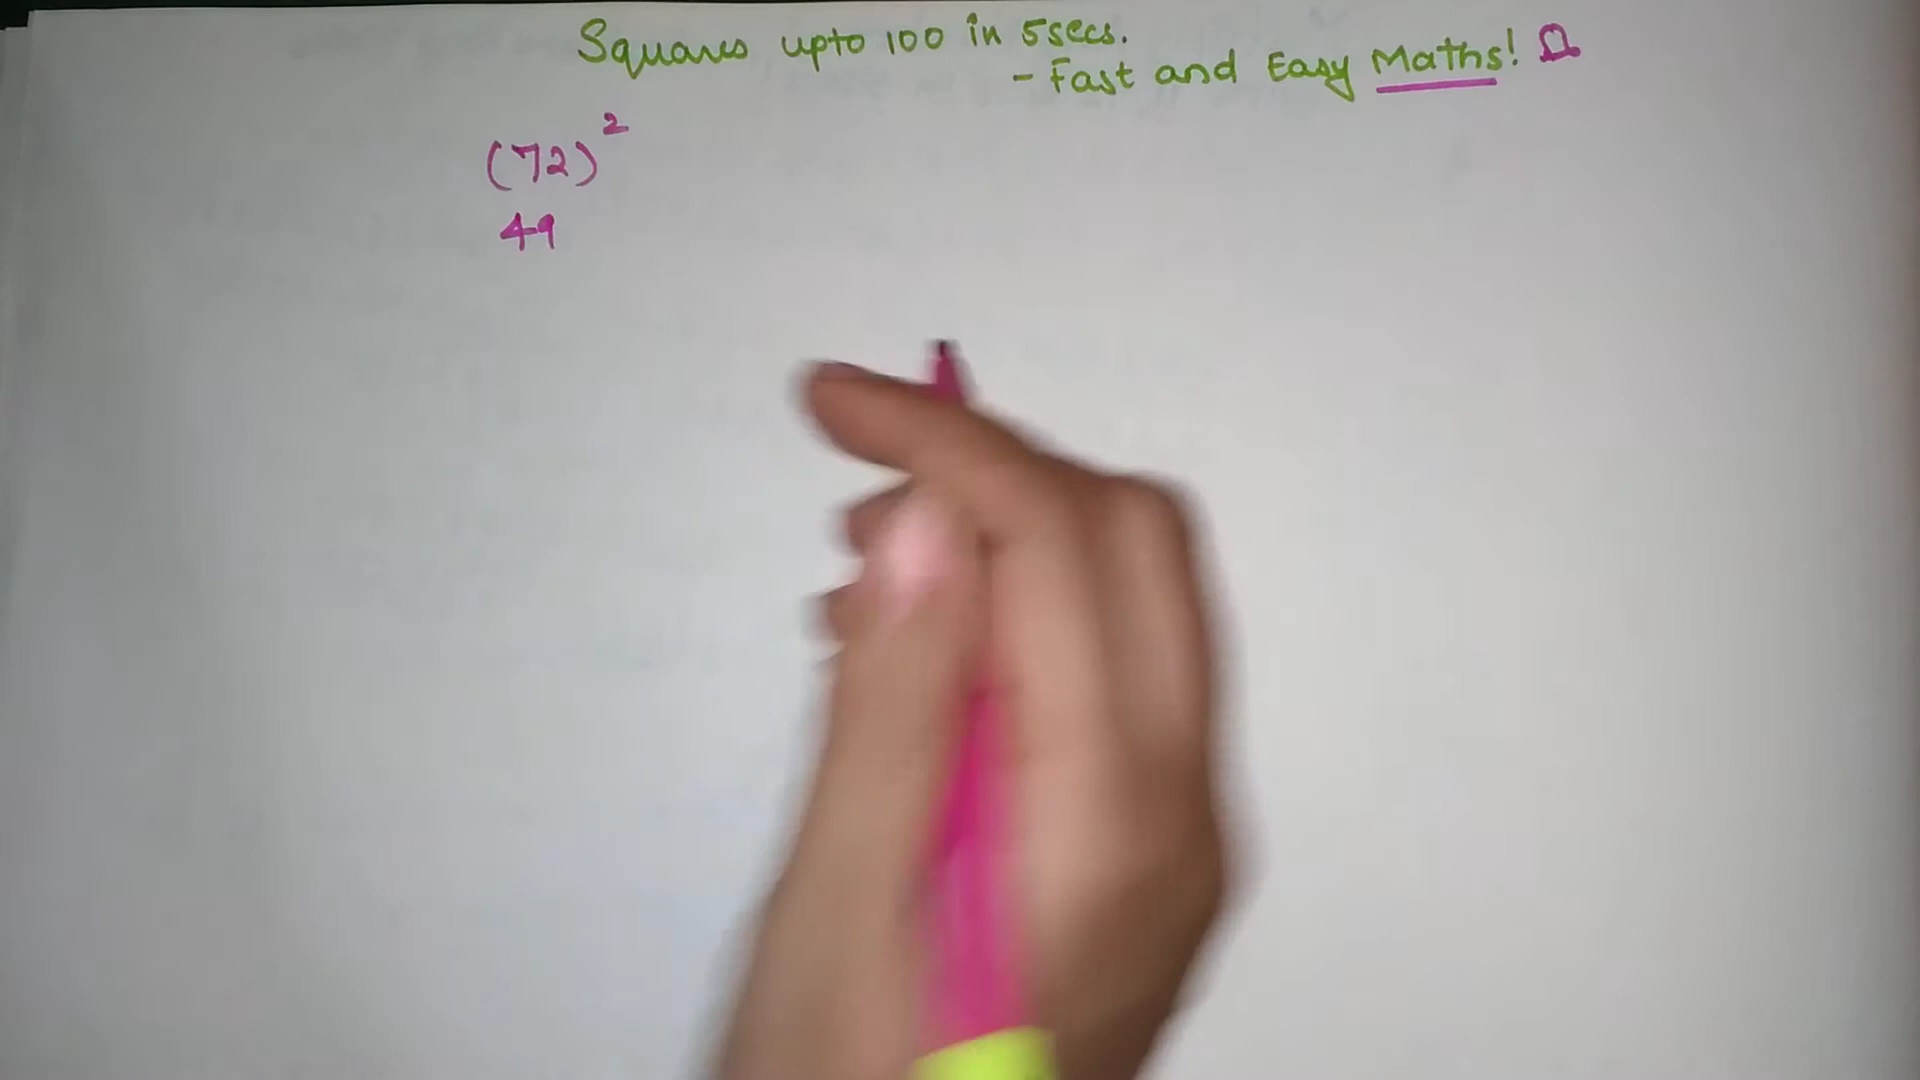 Squares upto 100 in 5secs.
- Fast and Easy Maths! Ω
(72)²
49